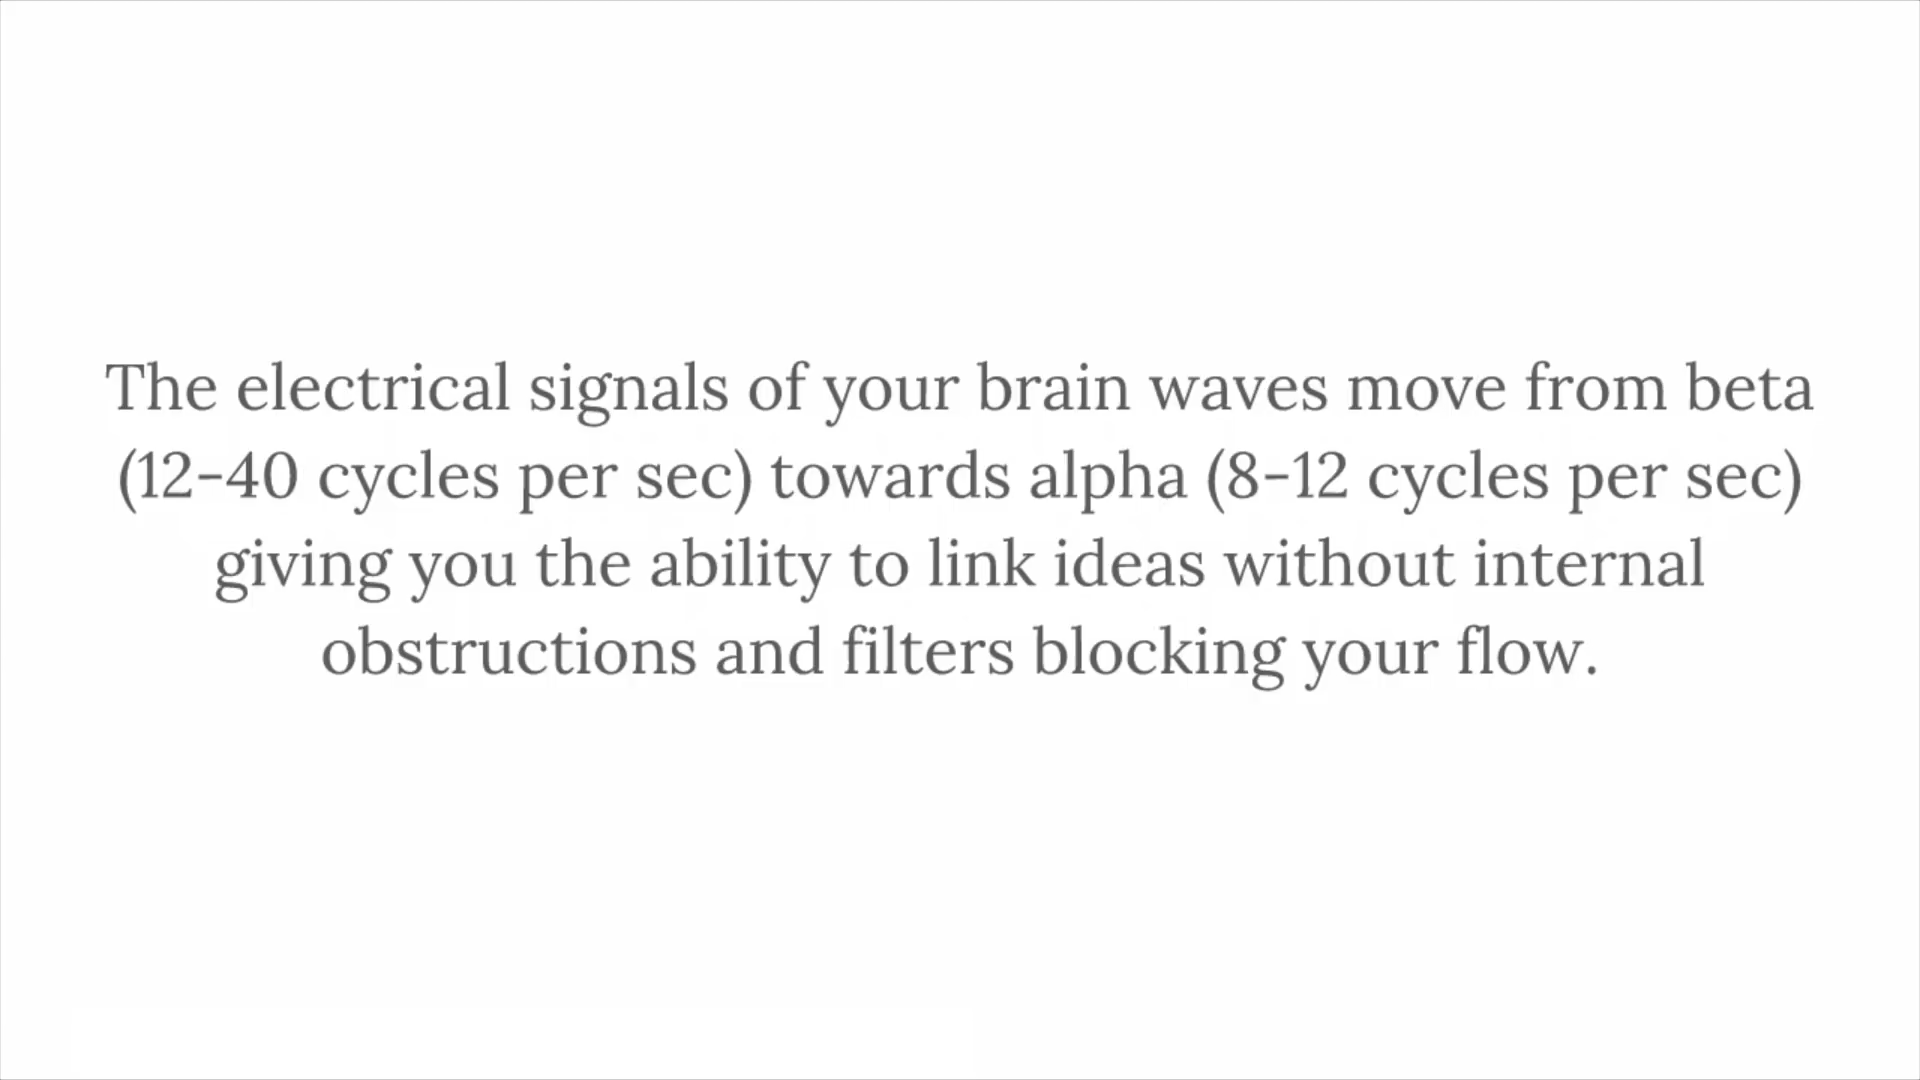 The electrical signals of your brain waves move from beta
(12-40 cycles per sec) towards alpha (8-12 cycles per sec)
giving you the ability to link ideas without internal
obstructions and filters blocking your flow.